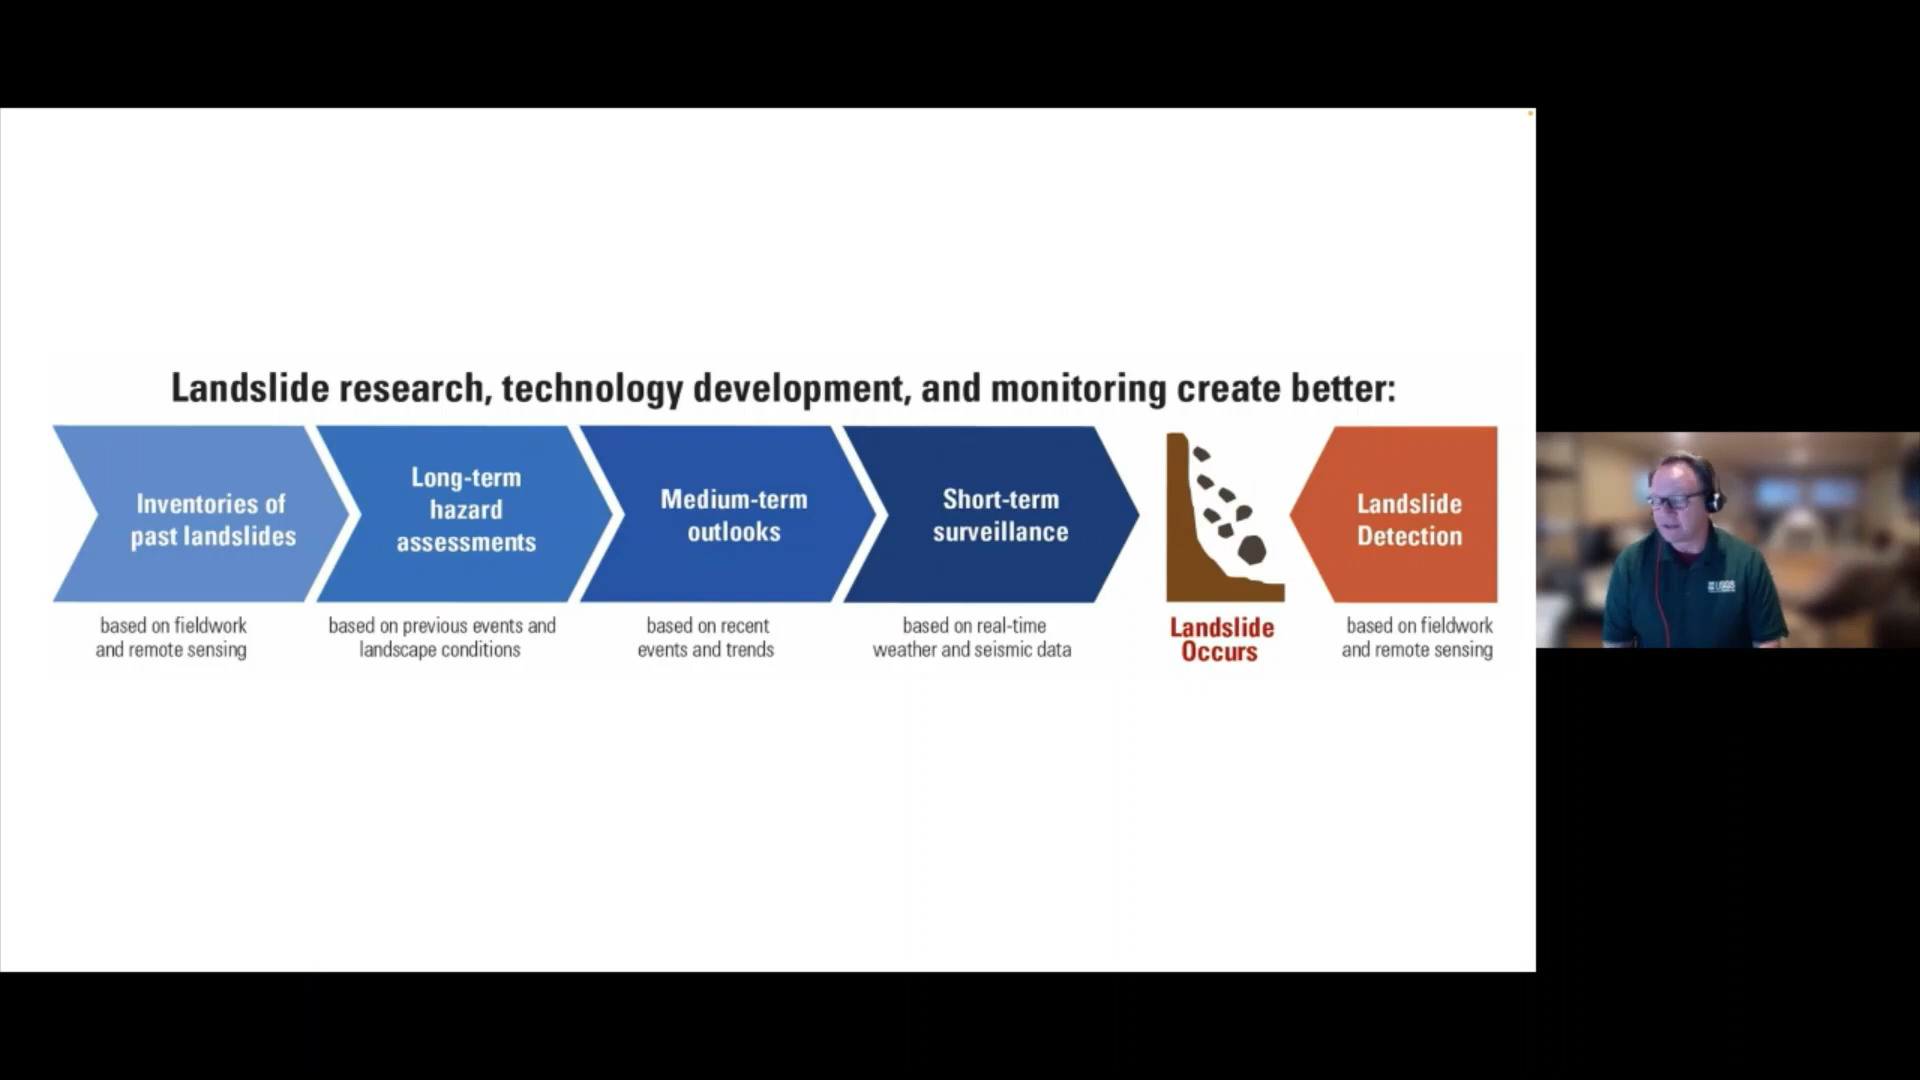 Landslide research, technology development, and monitoring create better:
Inventories of
past landslides
based on fieldwork
and remote sensing
Long-term
hazard
assessments
based on previous events and
landscape conditions
Medium-term
outlooks
based on recent
events and trends
Short-term
surveillance
based on real-time
weather and seismic data
Landslide
Occurs
Landslide
Detection
based on fieldwork
and remote sensing
USGS